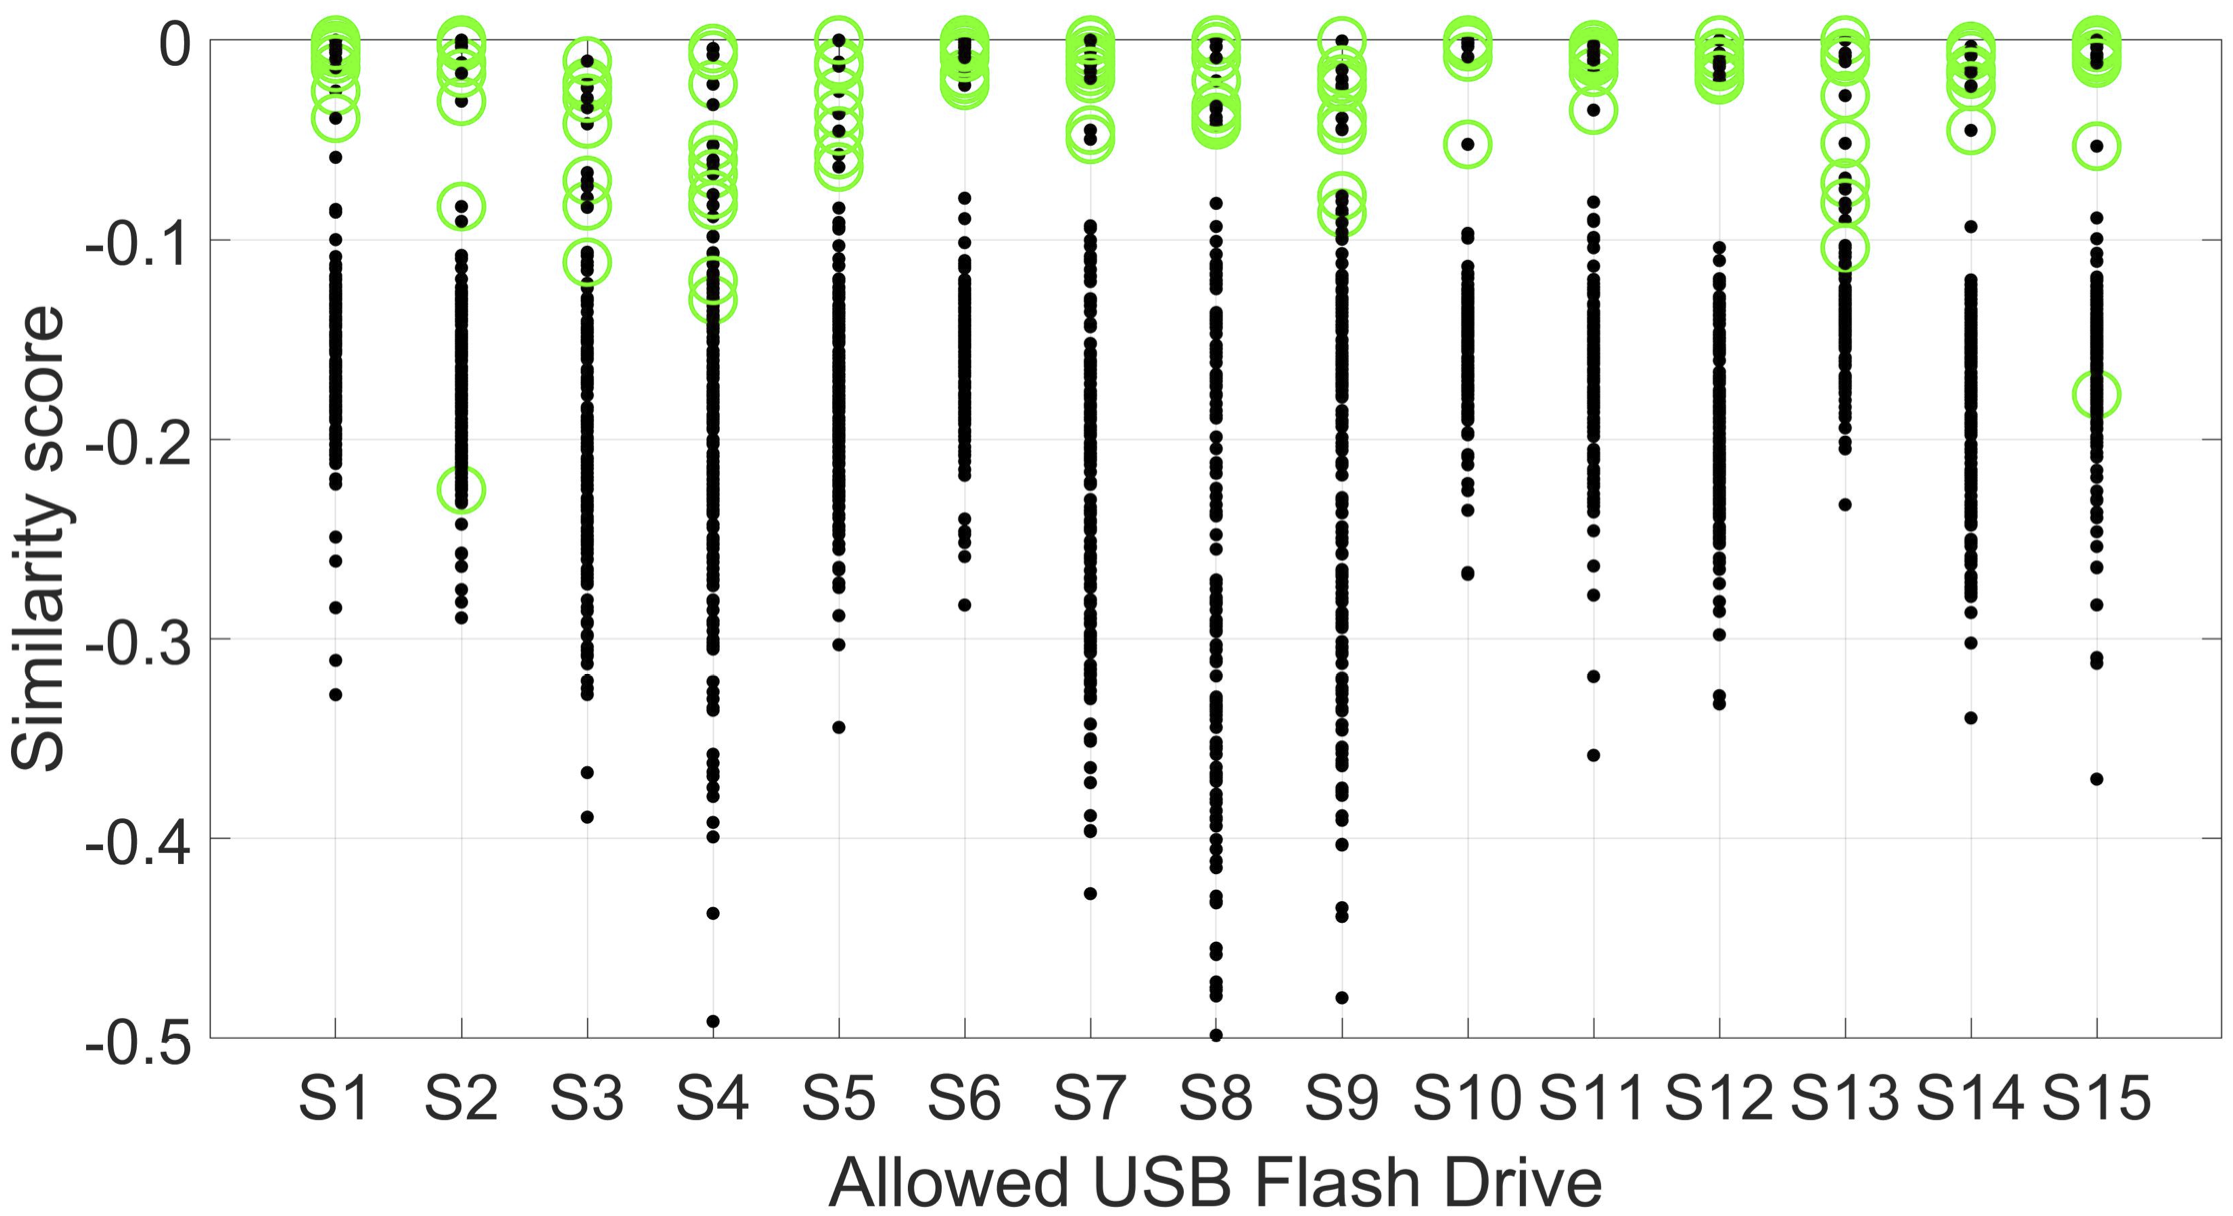 Similarity score
0
-0.1
-0.2
-0.3
-0.4
-0.5
S1 S2 S3 S4 S5 S6 S7 S8 S9 S10 S11 S12 S13 S14 S15
Allowed USB Flash Drive